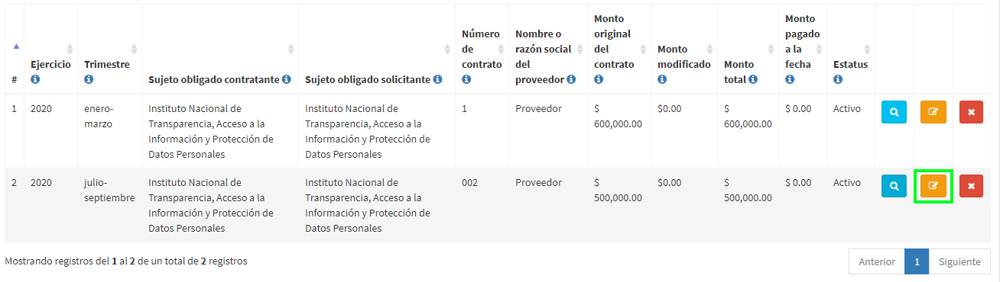 #
Ejercicio
Trimestre
Sujeto obligado contratante
Sujeto obligado solicitante
Número
de
contrato
Nombre o
razón social
del
proveedor
Monto
original
del
contrato
Monto
modificado
Monto
total
Monto
pagado
a la
fecha
Estatus
1
2020
enero-
marzo
Instituto Nacional de
Transparencia, Acceso a la
Información y Protección de
Datos Personales
Instituto Nacional de
Transparencia, Acceso a la
Información y Protección de
Datos Personales
1
Proveedor
$
600,000.00
$0.00
$
600,000.00
$ 0.00
Activo
2
2020
julio-
septiembre
Instituto Nacional de
Transparencia, Acceso a la
Información y Protección de
Datos Personales
Instituto Nacional de
Transparencia, Acceso a la
Información y Protección de
Datos Personales
002
Proveedor
$
500,000.00
$0.00
$
500,000.00
$ 0.00
Activo
Mostrando registros del 1 al 2 de un total de 2 registros
Anterior 1 Siguiente